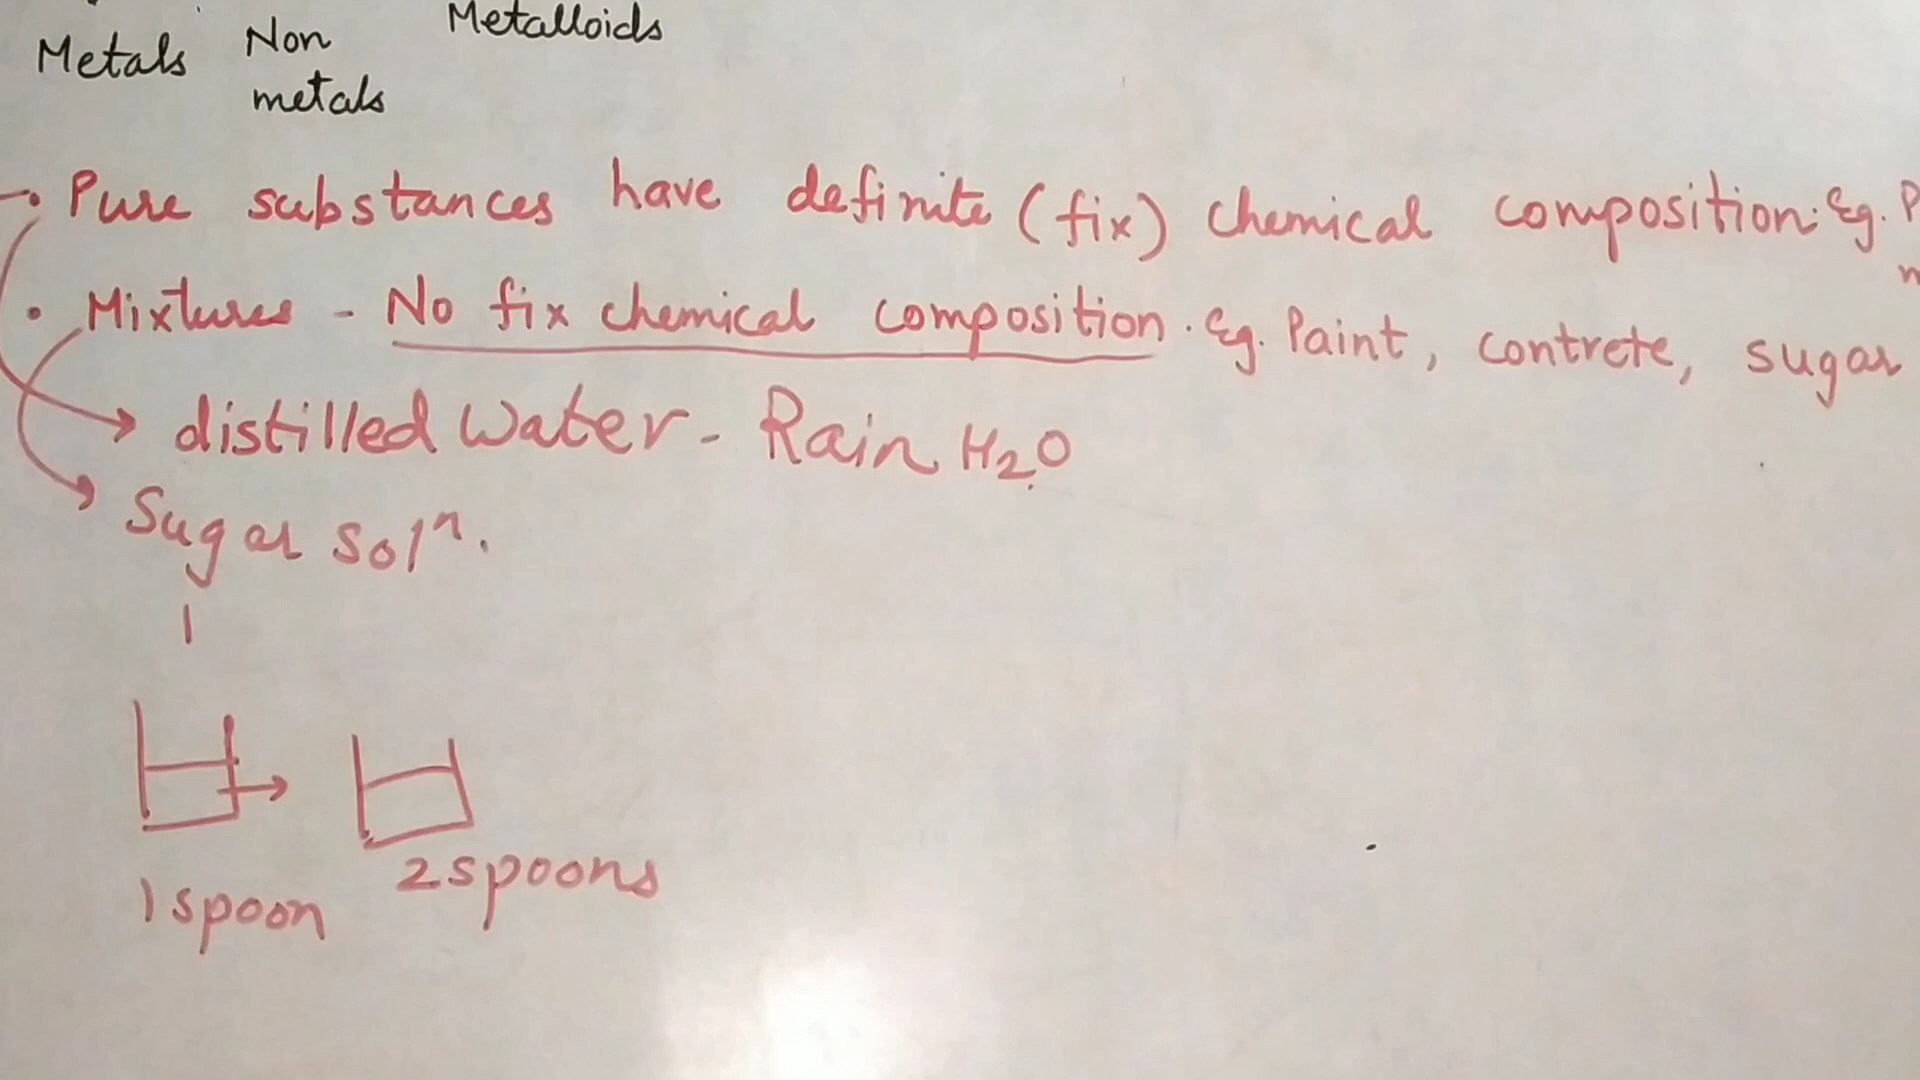 Metals Non metals Metalloids
Pure substances have definite (fix) chemical composition. Eg.
Mixtures - No fix chemical composition. Eg. Paint, contrete, sugar
distilled water - Rain H2O
Sugar solⁿ.
1 spoon
2 spoons